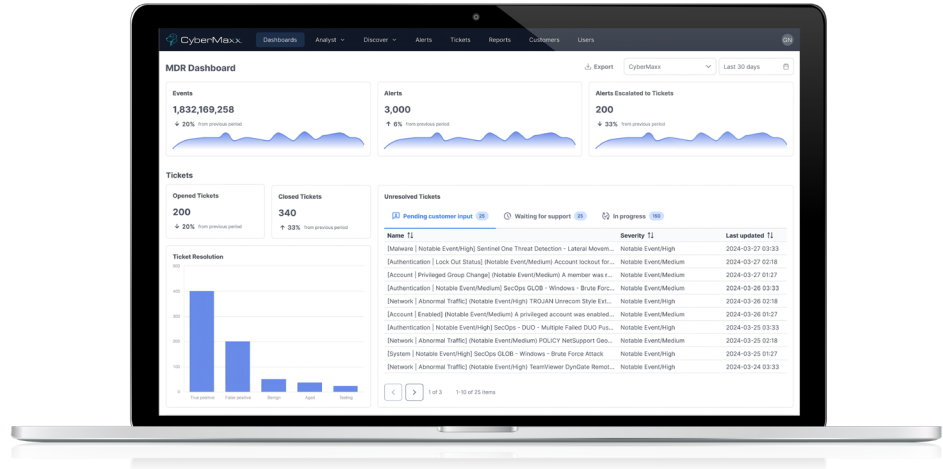 CyberMaxx
Dashboards Analyst Discover Alerts Tickets Reports Customers Users
GN
MDR Dashboard
Export CyberMaxx Last 30 days
Events
1,832,169,258
20% from previous period
Alerts
3,000
6% from previous period
Alerts Escalated to Tickets
200
33% from previous period
Tickets
Opened Tickets
200
20% from previous period
Closed Tickets
340
33% from previous period
Ticket Resolution
500
400
300
200
100
0
True positive False positive Benign Aged Testing
Unresolved Tickets
Pending customer input 25 Waiting for support 25 In progress 150
Name Severity Last updated
[Malware | Notable Event/High] Sentinel One Threat Detection - Lateral Movem... Notable Event/High 2024-03-27 03:33
[Authentication | Lock Out Status] (Notable Event/Medium) Account lockout for... Notable Event/Medium 2024-03-27 02:18
[Account | Privileged Group Change] (Notable Event/Medium) A member was r... Notable Event/Medium 2024-03-27 01:27
[Authentication | Notable Event/Medium] SecOps GLOB - Windows - Brute Forc... Notable Event/Medium 2024-03-26 03:33
[Network | Abnormal Traffic] (Notable Event/High) TROJAN Unrecom Style Ext... Notable Event/High 2024-03-26 02:18
[Account | Enabled] (Notable Event/Medium) A privileged account was enabled... Notable Event/Medium 2024-03-26 01:27
[Authentication | Notable Event/High] SecOps - DUO - Multiple Failed DUO Pus... Notable Event/High 2024-03-25 03:33
[Network | Abnormal Traffic] (Notable Event/Medium) POLICY NetSupport Geo... Notable Event/Medium 2024-03-25 02:18
[System | Notable Event/High] SecOps GLOB - Windows - Brute Force Attack Notable Event/High 2024-03-25 01:27
[Network | Abnormal Traffic] (Notable Event/High) TeamViewer DynGate Remot... Notable Event/High 2024-03-24 03:33
1 of 3 1-10 of 25 items